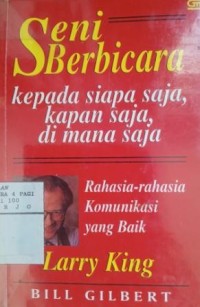 Seni
Berbicara
kepada siapa saja,
kapan saja,
di mana saja
Rahasia-rahasia
Komunikasi
yang Baik
Larry King
BILL GILBERT